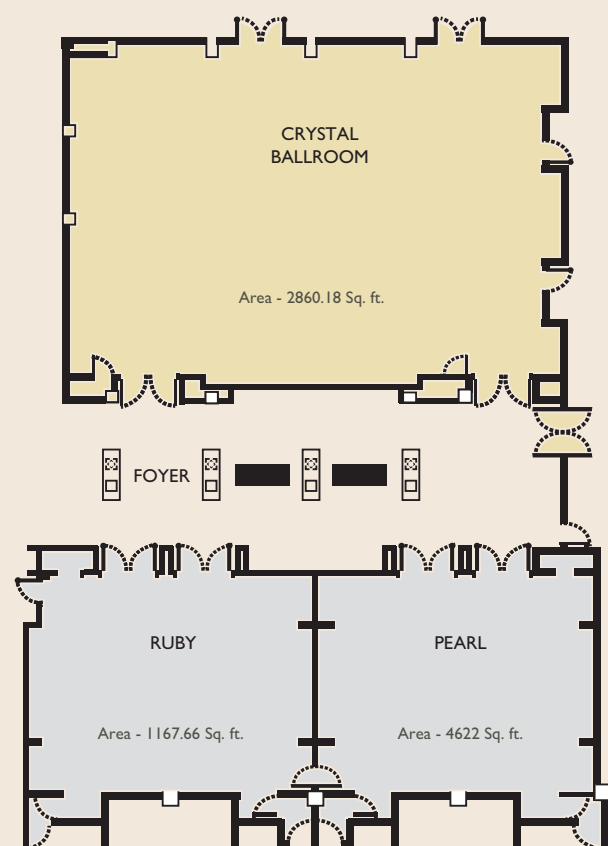 CRYSTAL
BALLROOM
Area - 2860.18 Sq. ft.
FOYER
RUBY
PEARL
Area - 1167.66 Sq. ft.
Area - 4622 Sq. ft.